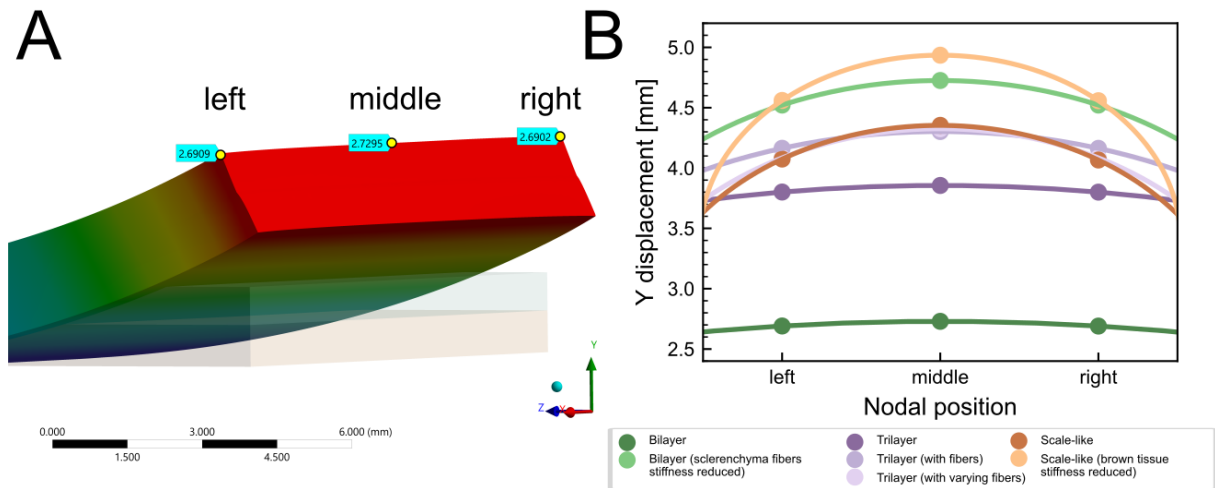 A
left middle right
2.6909
2.7295
2.6902
Y
Z
X
0.000 3.000 6.000 (mm)
1.500 4.500
B
Y displacement [mm]
5.0
4.5
4.0
3.5
3.0
2.5
left middle right
Nodal position
Bilayer
Bilayer (sclerenchyma fibers
stiffness reduced)
Trilayer
Trilayer (with fibers)
Trilayer (with varying fibers)
Scale-like
Scale-like (brown tissue
stiffness reduced)